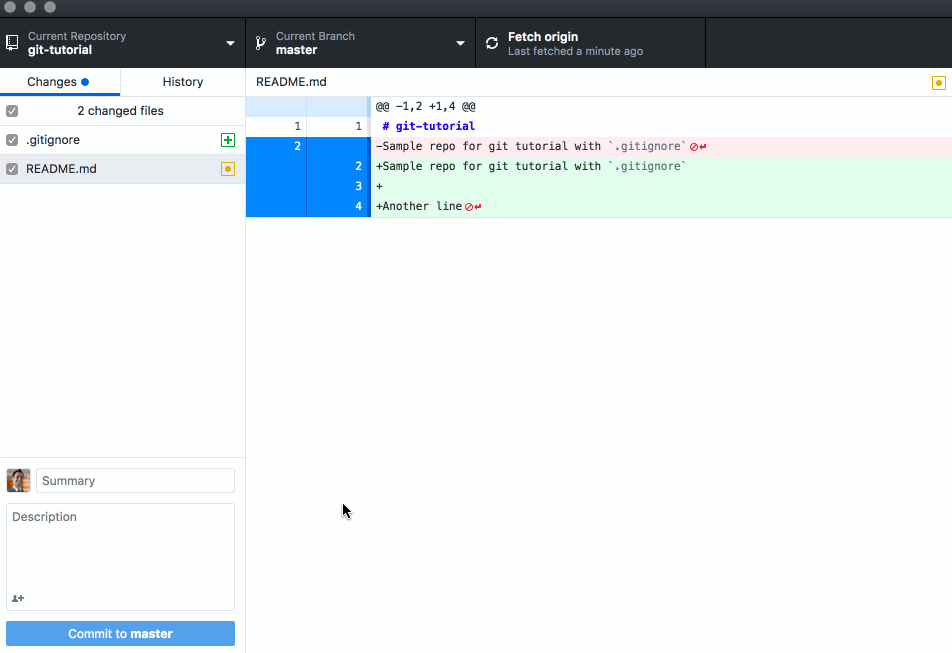 Current Repository
git-tutorial
Current Branch
master
Fetch origin
Last fetched a minute ago
Changes
History
2 changed files
.gitignore
README.md
Summary
Description
Commit to master
README.md
@@ -1,2 +1,4 @@
1 1 # git-tutorial
2 -Sample repo for git tutorial with `.gitignore`
2 +Sample repo for git tutorial with `.gitignore`
3 +
4 +Another line